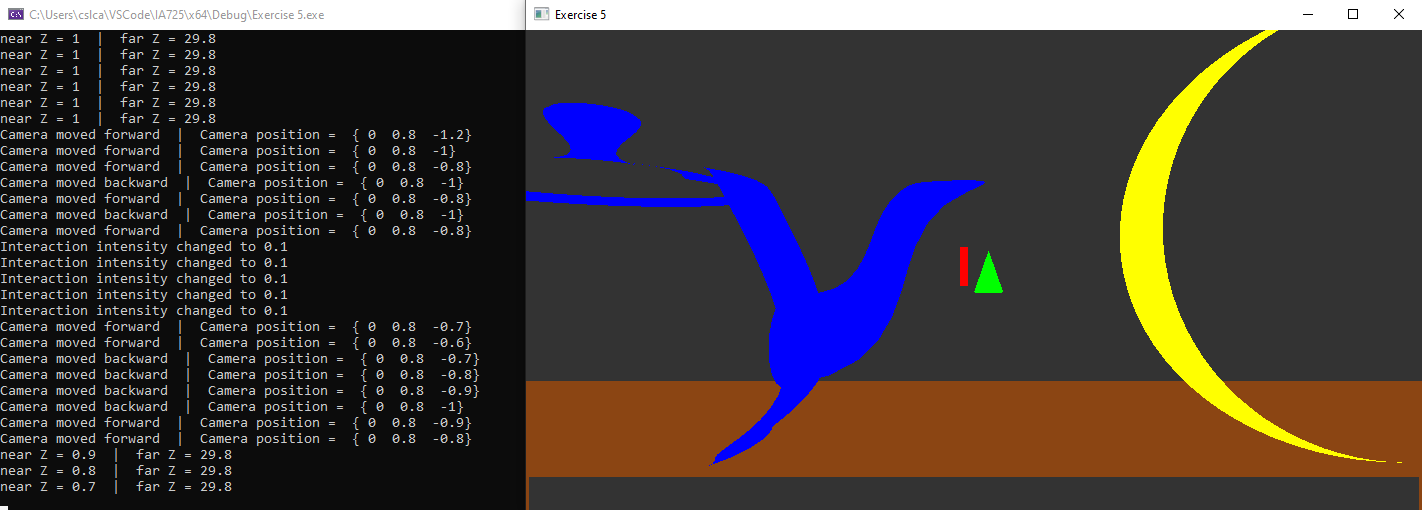 C:\Users\cslca\VSCode\IA725\x64\Debug\Exercise 5.exe
near Z = 1  |  far Z = 29.8
near Z = 1  |  far Z = 29.8
near Z = 1  |  far Z = 29.8
near Z = 1  |  far Z = 29.8
near Z = 1  |  far Z = 29.8
near Z = 1  |  far Z = 29.8
Camera moved forward  |  Camera position =  { 0  0.8  -1.2}
Camera moved forward  |  Camera position =  { 0  0.8  -1}
Camera moved forward  |  Camera position =  { 0  0.8  -0.8}
Camera moved backward  |  Camera position =  { 0  0.8  -1}
Camera moved forward  |  Camera position =  { 0  0.8  -0.8}
Camera moved backward  |  Camera position =  { 0  0.8  -1}
Camera moved forward  |  Camera position =  { 0  0.8  -0.8}
Interaction intensity changed to 0.1
Interaction intensity changed to 0.1
Interaction intensity changed to 0.1
Interaction intensity changed to 0.1
Interaction intensity changed to 0.1
Camera moved forward  |  Camera position =  { 0  0.8  -0.7}
Camera moved forward  |  Camera position =  { 0  0.8  -0.6}
Camera moved backward  |  Camera position =  { 0  0.8  -0.7}
Camera moved backward  |  Camera position =  { 0  0.8  -0.8}
Camera moved backward  |  Camera position =  { 0  0.8  -0.9}
Camera moved backward  |  Camera position =  { 0  0.8  -1}
Camera moved forward  |  Camera position =  { 0  0.8  -0.9}
Camera moved forward  |  Camera position =  { 0  0.8  -0.8}
near Z = 0.9  |  far Z = 29.8
near Z = 0.8  |  far Z = 29.8
near Z = 0.7  |  far Z = 29.8
Exercise 5